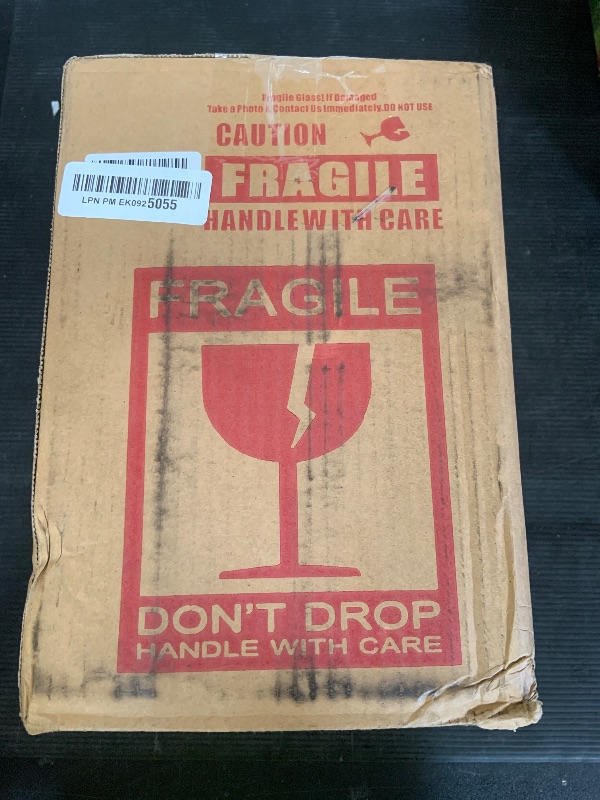 Fragile Glass! If Damaged
Take a Photo & Contact Us Immediately.DO NOT USE
CAUTION
FRAGILE
HANDLE WITH CARE
LPN PM EK0925055
FRAGILE
DON'T DROP
HANDLE WITH CARE